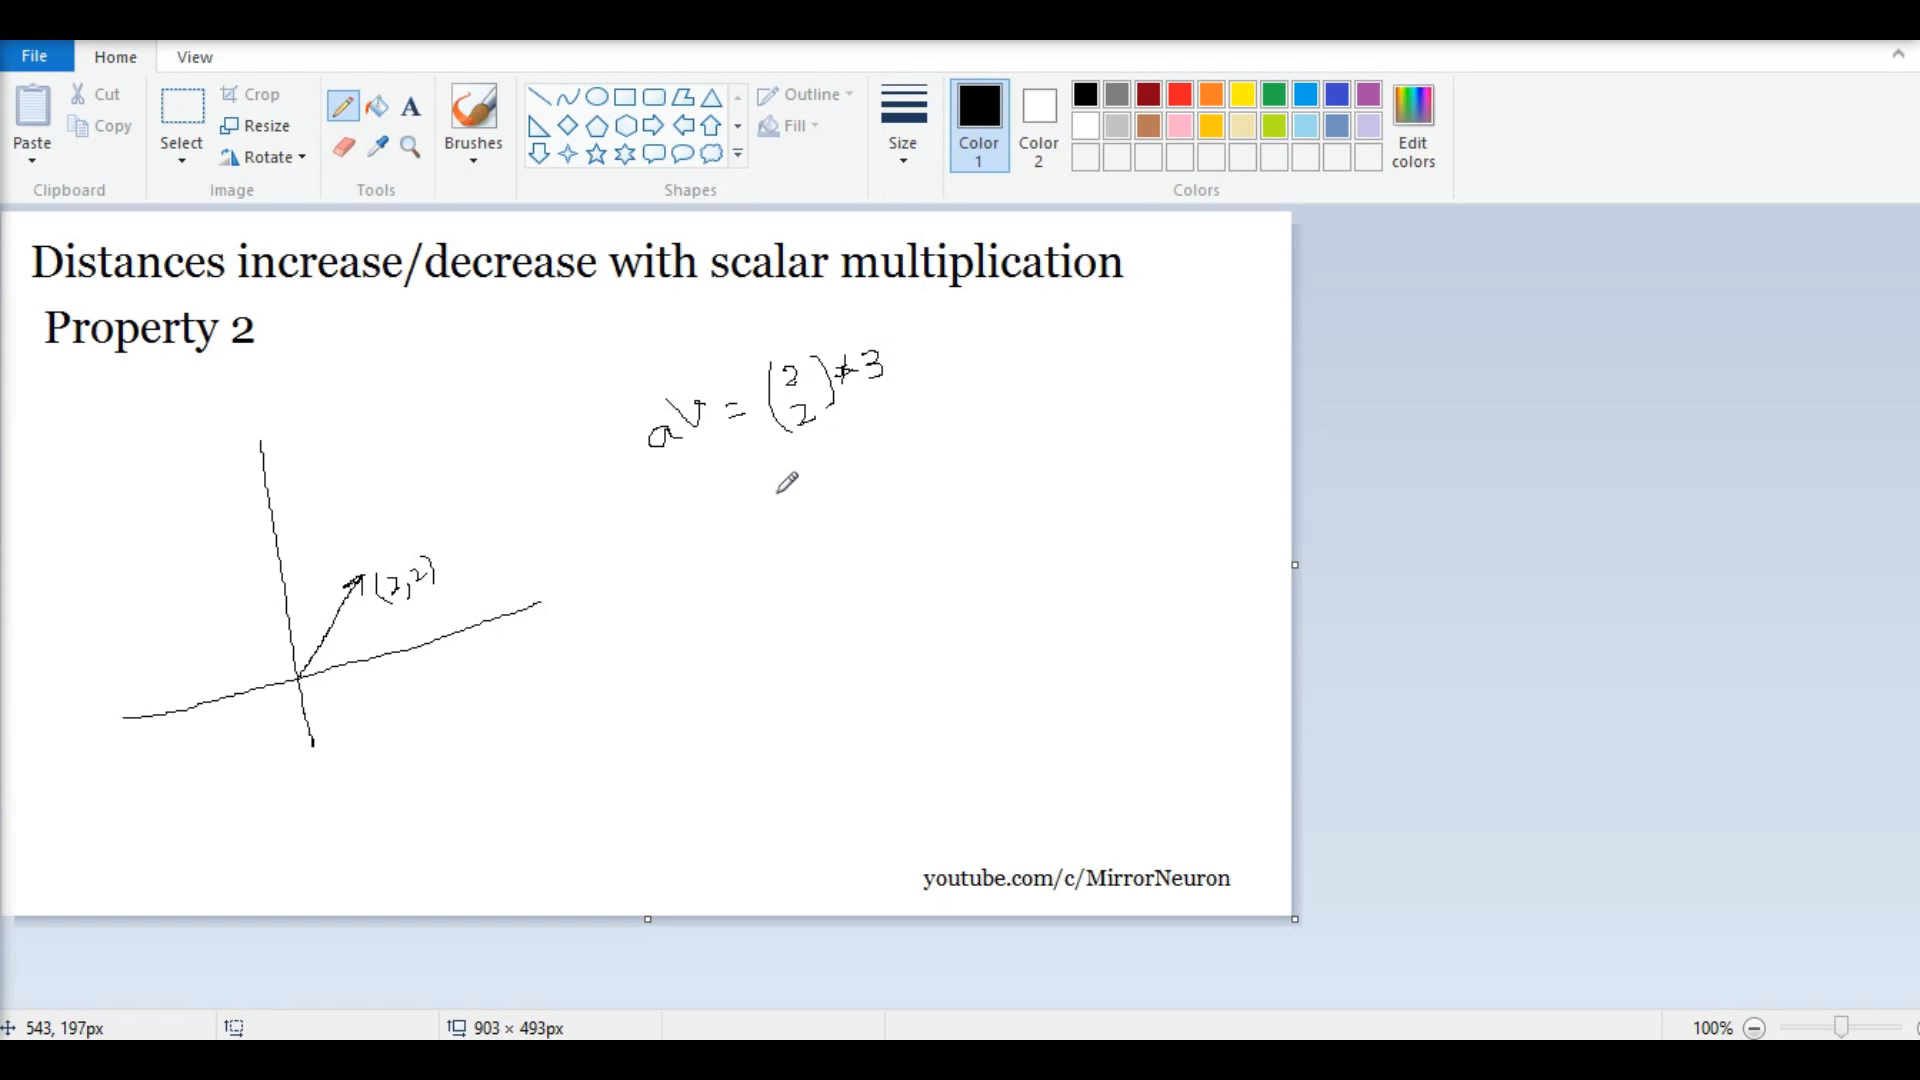 File Home View
Paste
Cut
Copy
Clipboard
Select
Crop
Resize
Rotate
Image
A
Tools
Brushes
Shapes
Outline
Fill
Size
Color 1
Color 2
Edit colors
Colors
Distances increase/decrease with scalar multiplication
Property 2
av = (2 2) * 3
(2,2)
youtube.com/c/MirrorNeuron
543, 197px 903 × 493px 100%